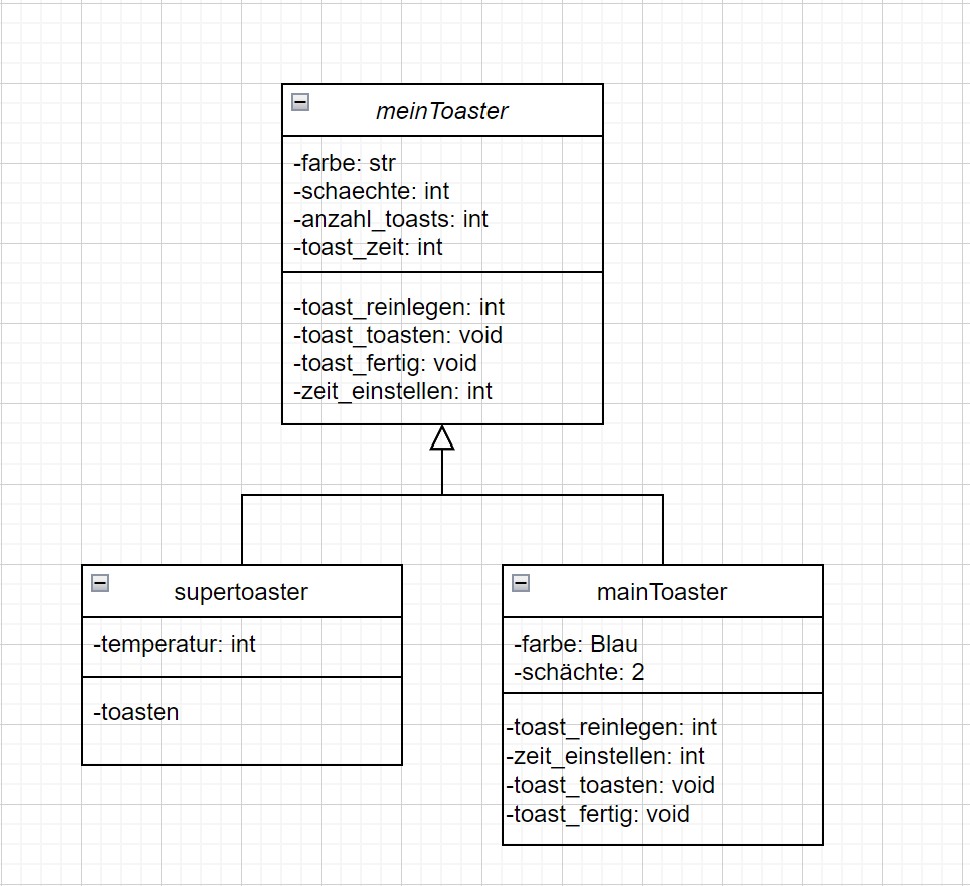 meinToaster
-farbe: str
-schaechte: int
-anzahl_toasts: int
-toast_zeit: int
-toast_reinlegen: int
-toast_toasten: void
-toast_fertig: void
-zeit_einstellen: int
supertoaster
-temperatur: int
-toasten
mainToaster
-farbe: Blau
-schächte: 2
-toast_reinlegen: int
-zeit_einstellen: int
-toast_toasten: void
-toast_fertig: void